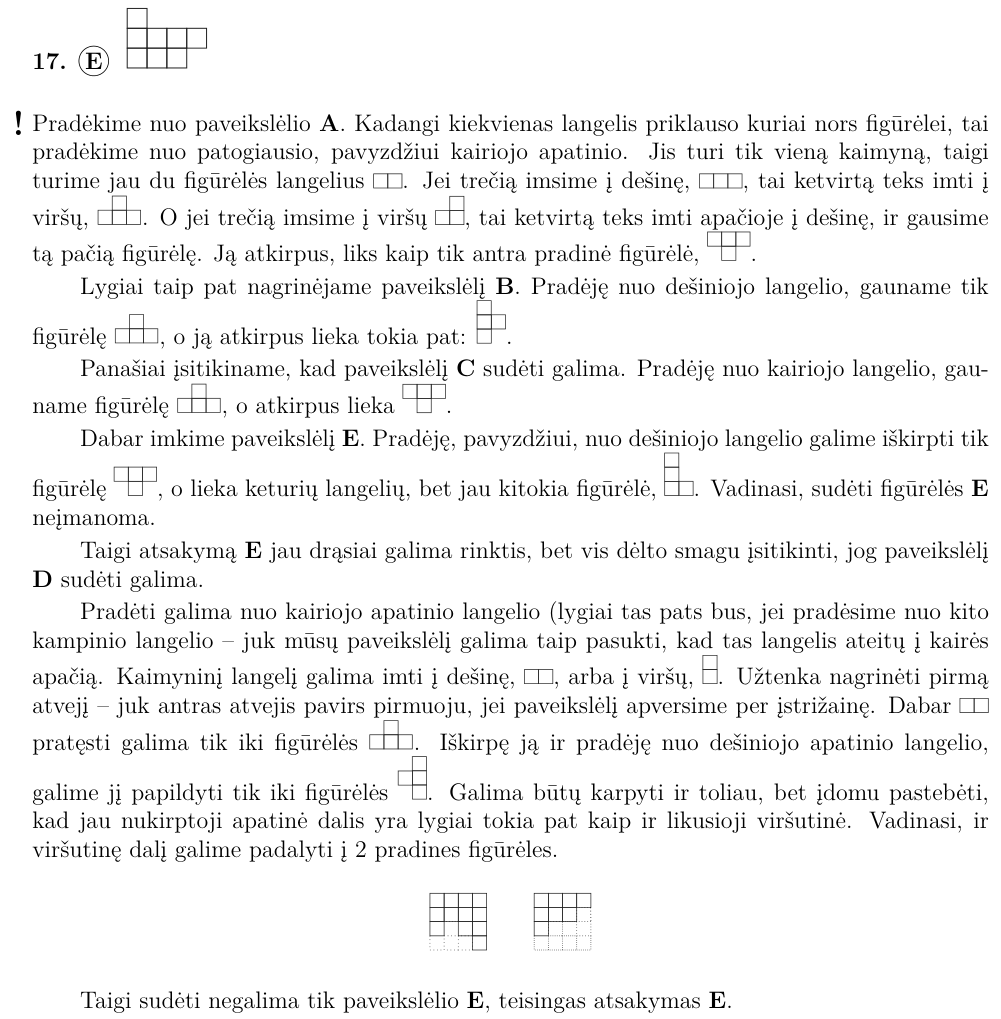 17. E
! Pradėkime nuo paveikslėlio A. Kadangi kiekvienas langelis priklauso kuriai nors figūrėlei, tai
pradėkime nuo patogiausio, pavyzdžiui kairiojo apatinio. Jis turi tik vieną kaimyną, taigi
turime jau du figūrėlės langelius . Jei trečią imsime į dešinę, , tai ketvirtą teks imti į
viršų, . O jei trečią imsime į viršų , tai ketvirtą teks imti apačioje į dešinę, ir gausime
tą pačią figūrėlę. Ją atkirpus, liks kaip tik antra pradinė figūrėlė, .
Lygiai taip pat nagrinėjame paveikslėlį B. Pradėję nuo dešiniojo langelio, gauname tik
figūrėlę , o ją atkirpus lieka tokia pat: .
Panašiai įsitikiname, kad paveikslėlį C sudėti galima. Pradėję nuo kairiojo langelio, gau-
name figūrėlę , o atkirpus lieka .
Dabar imkime paveikslėlį E. Pradėję, pavyzdžiui, nuo dešiniojo langelio galime iškirpti tik
figūrėlę , o lieka keturių langelių, bet jau kitokia figūrėlė, . Vadinasi, sudėti figūrėlės E
neįmanoma.
Taigi atsakymą E jau drąsiai galima rinktis, bet vis dėlto smagu įsitikinti, jog paveikslėlį
D sudėti galima.
Pradėti galima nuo kairiojo apatinio langelio (lygiai tas pats bus, jei pradėsime nuo kito
kampinio langelio – juk mūsų paveikslėlį galima taip pasukti, kad tas langelis ateitų į kairės
apačią. Kaimyninį langelį galima imti į dešinę, , arba į viršų, . Užtenka nagrinėti pirmą
atvejį – juk antras atvejis pavirs pirmuoju, jei paveikslėlį apversime per įstrižainę. Dabar
pratęsti galima tik iki figūrėlės . Iškirpę ją ir pradėję nuo dešiniojo apatinio langelio,
galime jį papildyti tik iki figūrėlės . Galima būtų karpyti ir toliau, bet įdomu pastebėti,
kad jau nukirptoji apatinė dalis yra lygiai tokia pat kaip ir likusioji viršutinė. Vadinasi, ir
viršutinę dalį galime padalyti į 2 pradines figūrėles.
Taigi sudėti negalima tik paveikslėlio E, teisingas atsakymas E.